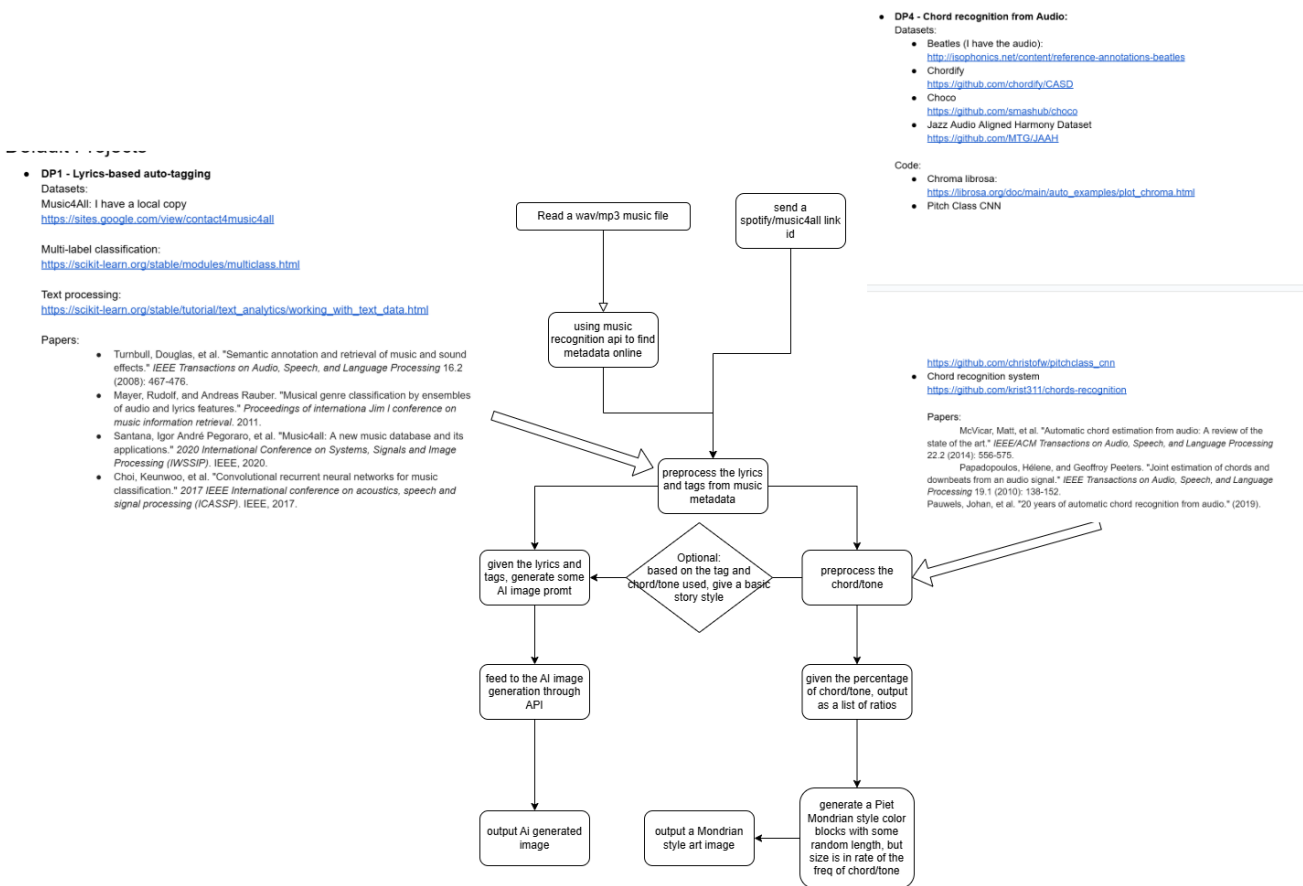 Default Projects
● DP1 - Lyrics-based auto-tagging
Datasets:
Music4All: I have a local copy
https://sites.google.com/view/contact4music4all
Multi-label classification:
https://scikit-learn.org/stable/modules/multiclass.html
Text processing:
https://scikit-learn.org/stable/tutorial/text_analytics/working_with_text_data.html
Papers:
● Turnbull, Douglas, et al. "Semantic annotation and retrieval of music and sound
effects." IEEE Transactions on Audio, Speech, and Language Processing 16.2
(2008): 467-476.
● Mayer, Rudolf, and Andreas Rauber. "Musical genre classification by ensembles
of audio and lyrics features." Proceedings of internationa Jim l conference on
music information retrieval. 2011.
● Santana, Igor André Pegoraro, et al. "Music4all: A new music database and its
applications." 2020 International Conference on Systems, Signals and Image
Processing (IWSSIP). IEEE, 2020.
● Choi, Keunwoo, et al. "Convolutional recurrent neural networks for music
classification." 2017 IEEE International conference on acoustics, speech and
signal processing (ICASSP). IEEE, 2017.
● DP4 - Chord recognition from Audio:
Datasets:
● Beatles (I have the audio):
http://isophonics.net/content/reference-annotations-beatles
● Chordify
https://github.com/chordify/CASD
● Choco
https://github.com/smashub/choco
● Jazz Audio Aligned Harmony Dataset
https://github.com/MTG/JAAH
Code:
● Chroma librosa:
https://librosa.org/doc/main/auto_examples/plot_chroma.html
● Pitch Class CNN
https://github.com/christofw/pitchclass_cnn
● Chord recognition system
https://github.com/krist311/chords-recognition
Papers:
McVicar, Matt, et al. "Automatic chord estimation from audio: A review of the
state of the art." IEEE/ACM Transactions on Audio, Speech, and Language Processing
22.2 (2014): 556-575.
Papadopoulos, Hélene, and Geoffroy Peeters. "Joint estimation of chords and
downbeats from an audio signal." IEEE Transactions on Audio, Speech, and Language
Processing 19.1 (2010): 138-152.
Pauwels, Johan, et al. "20 years of automatic chord recognition from audio." (2019).
Read a wav/mp3 music file
send a
spotify/music4all link
id
using music
recognition api to find
metadata online
preprocess the lyrics
and tags from music
metadata
given the lyrics and
tags, generate some
AI image promt
Optional:
based on the tag and
chord/tone used, give a basic
story style
preprocess the
chord/tone
feed to the AI image
generation through
API
given the percentage
of chord/tone, output
as a list of ratios
output Ai generated
image
output a Mondrian
style art image
generate a Piet
Mondrian style color
blocks with some
random length, but
size is in rate of the
freq of chord/tone